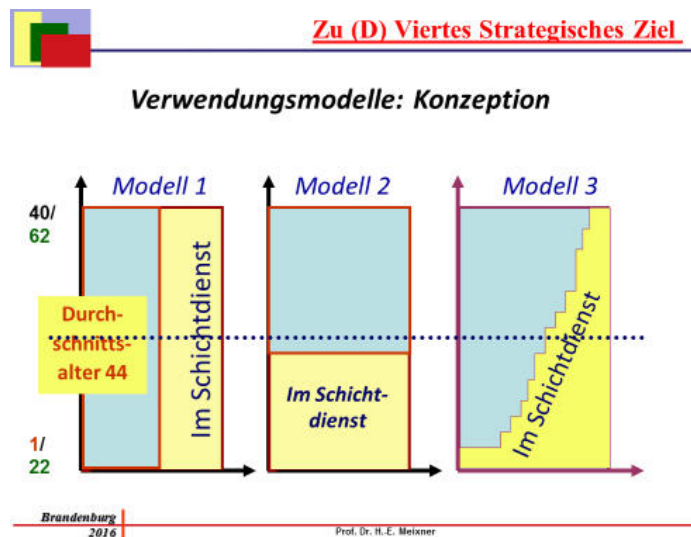 Zu (D) Viertes Strategisches Ziel
Verwendungsmodelle: Konzeption
Modell 1
Modell 2
Modell 3
40/
62
Durch-
schnitts-
alter 44
Im Schichtdienst
Im Schicht-
dienst
Im Schichtdienst
1/
22
Brandenburg
2016
Prof. Dr. H.-E. Meixner